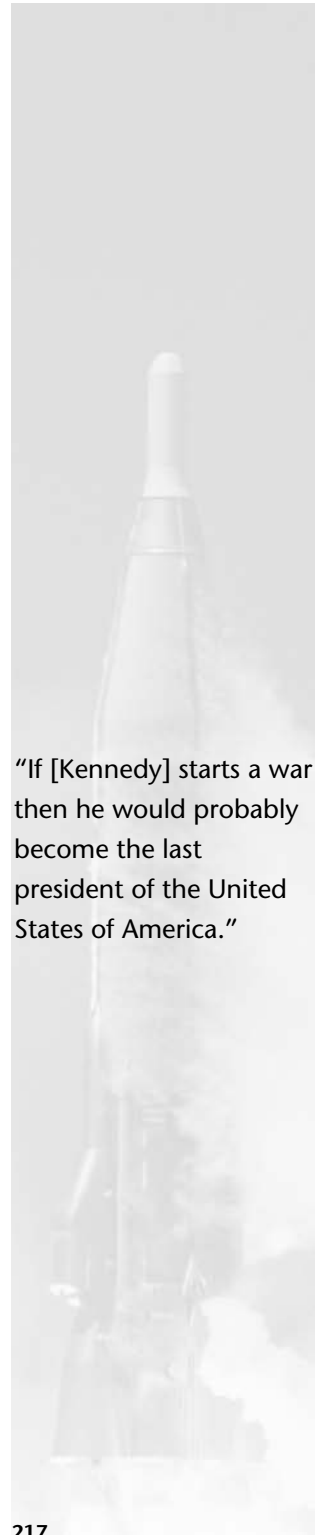 “If [Kennedy] starts a war
then he would probably
become the last
president of the United
States of America.”
217